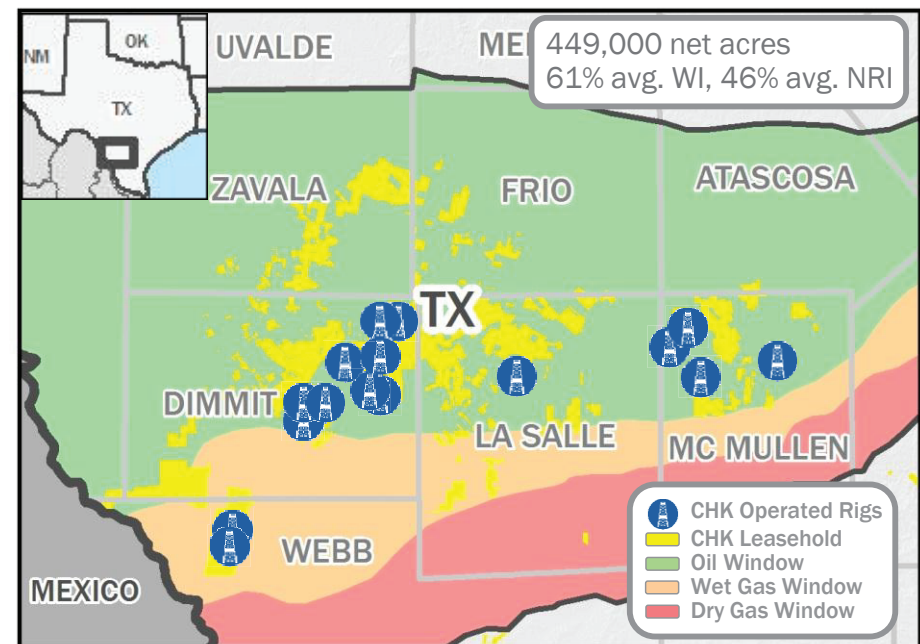 NM
OK
TX
UVALDE
ME
449,000 net acres
61% avg. WI, 46% avg. NRI
ZAVALA
FRIO
ATASCOSA
TX
DIMMIT
LA SALLE
MC MULLEN
WEBB
MEXICO
CHK Operated Rigs
CHK Leasehold
Oil Window
Wet Gas Window
Dry Gas Window